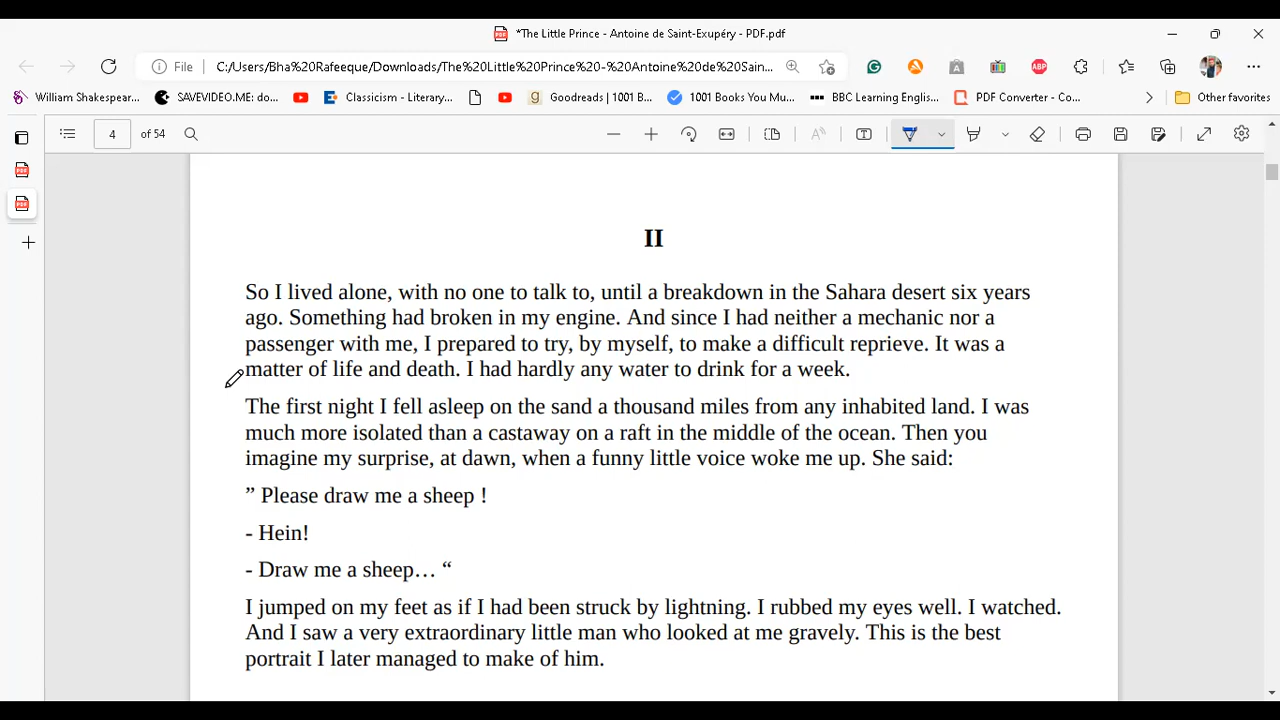 *The Little Prince - Antoine de Saint-Exupéry - PDF.pdf
File C:/Users/Bha%20Rafeeque/Downloads/The%20Little%20Prince%20-%20Antoine%20de%20Sain...
William Shakespear... SAVEVIDEO.ME: do... Classicism - Literary... Goodreads | 1001 B... 1001 Books You Mu... BBC Learning Englis... PDF Converter - Co... Other favorites
4 of 54
II
So I lived alone, with no one to talk to, until a breakdown in the Sahara desert six years
ago. Something had broken in my engine. And since I had neither a mechanic nor a
passenger with me, I prepared to try, by myself, to make a difficult reprieve. It was a
matter of life and death. I had hardly any water to drink for a week.
The first night I fell asleep on the sand a thousand miles from any inhabited land. I was
much more isolated than a castaway on a raft in the middle of the ocean. Then you
imagine my surprise, at dawn, when a funny little voice woke me up. She said:
” Please draw me a sheep !
- Hein!
- Draw me a sheep… “
I jumped on my feet as if I had been struck by lightning. I rubbed my eyes well. I watched.
And I saw a very extraordinary little man who looked at me gravely. This is the best
portrait I later managed to make of him.